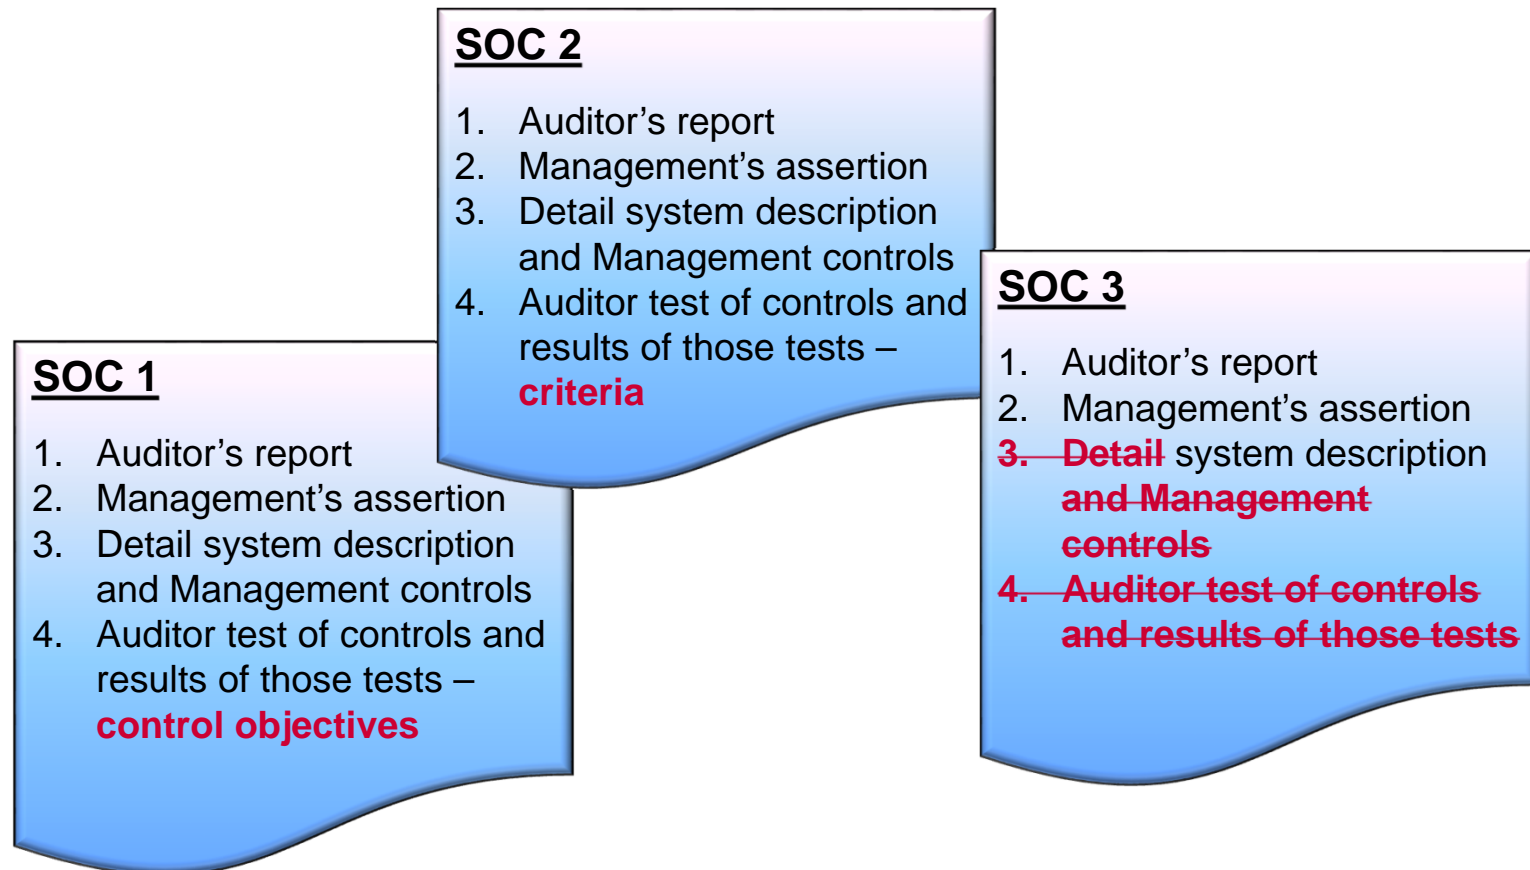 SOC 2
1. Auditor’s report
2. Management’s assertion
3. Detail system description
and Management controls
4. Auditor test of controls and
results of those tests –
criteria
SOC 1
1. Auditor’s report
2. Management’s assertion
3. Detail system description
and Management controls
4. Auditor test of controls and
results of those tests –
control objectives
SOC 3
1. Auditor’s report
2. Management’s assertion
3. Detail system description
and Management
controls
4. Auditor test of controls
and results of those tests